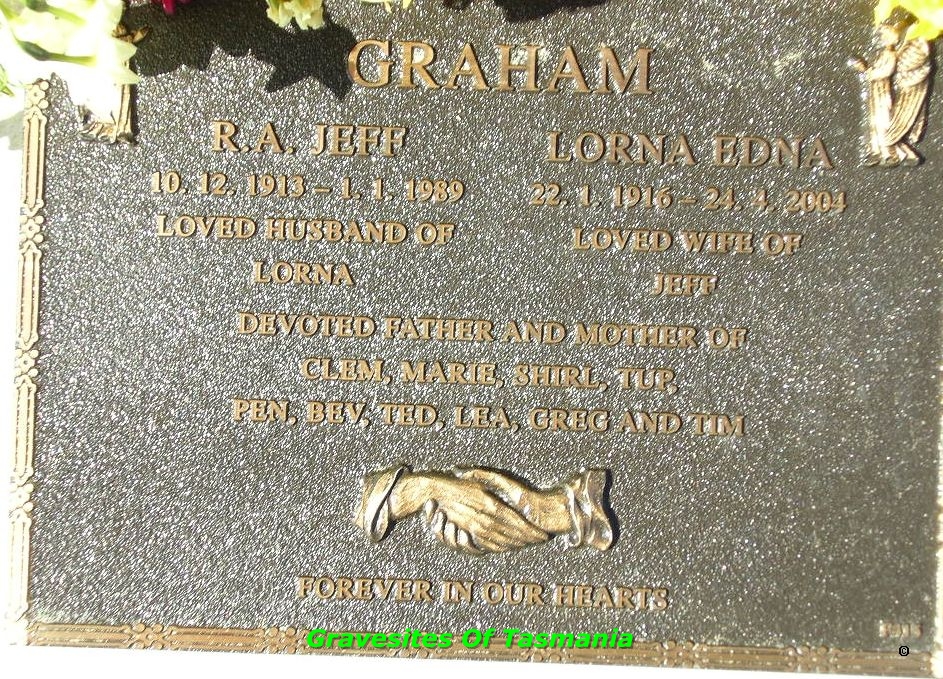 GRAHAM
R.A. JEFF
10. 12. 1913 – 1. 1. 1989
LOVED HUSBAND OF
LORNA
LORNA EDNA
22. 1. 1916 – 24. 4. 2004
LOVED WIFE OF
JEFF
DEVOTED FATHER AND MOTHER OF
CLEM, MARIE, SHIRL, TUP,
PEN, BEV, TED, LEA, GREG AND TIM
FOREVER IN OUR HEARTS
Gravesites Of Tasmania
©